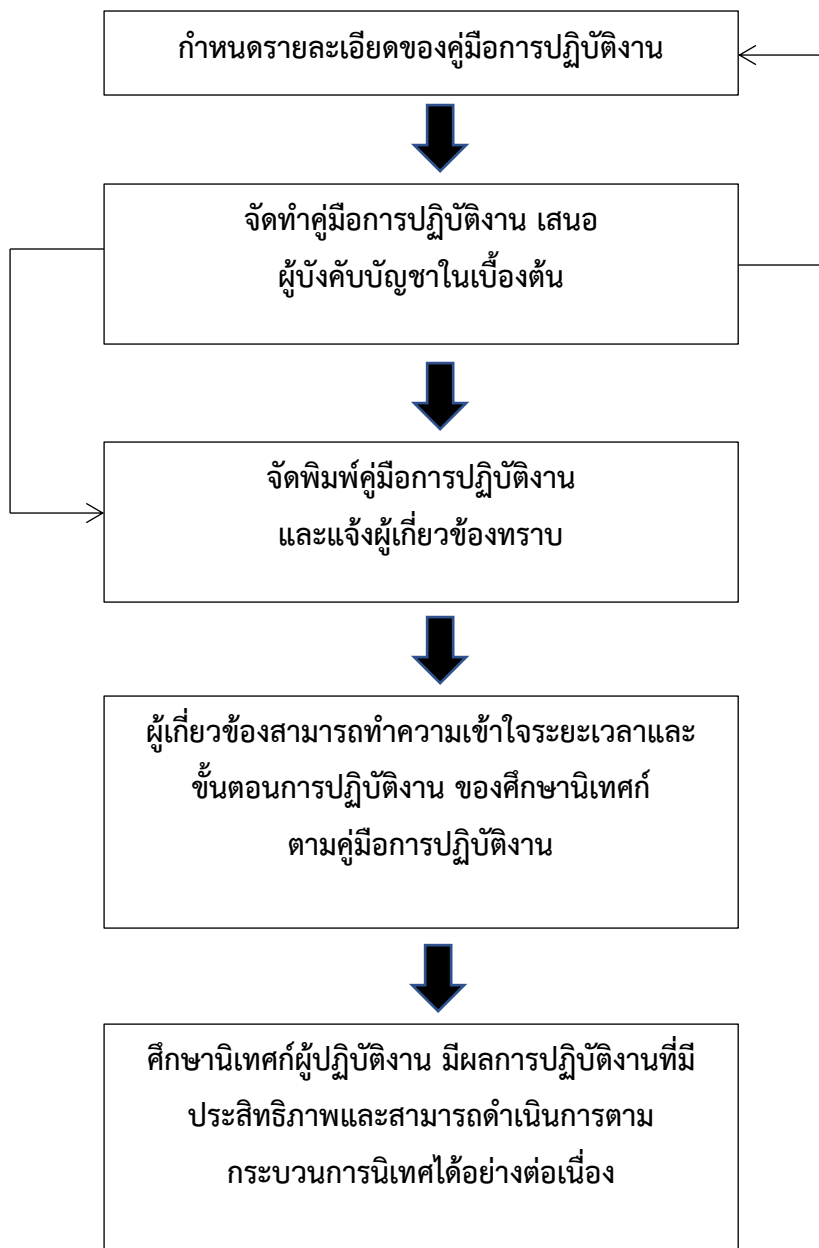 กำหนดรายละเอียดของคู่มือการปฏิบัติงาน
จัดทำคู่มือการปฏิบัติงาน เสนอ
ผู้บังคับบัญชาในเบื้องต้น
จัดพิมพ์คู่มือการปฏิบัติงาน
และแจ้งผู้เกี่ยวข้องทราบ
ผู้เกี่ยวข้องสามารถทำความเข้าใจระยะเวลาและ
ขั้นตอนการปฏิบัติงาน ของศึกษานิเทศก์
ตามคู่มือการปฏิบัติงาน
ศึกษานิเทศก์ผู้ปฏิบัติงาน มีผลการปฏิบัติงานที่มี
ประสิทธิภาพและสามารถดำเนินการตาม
กระบวนการนิเทศได้อย่างต่อเนื่อง